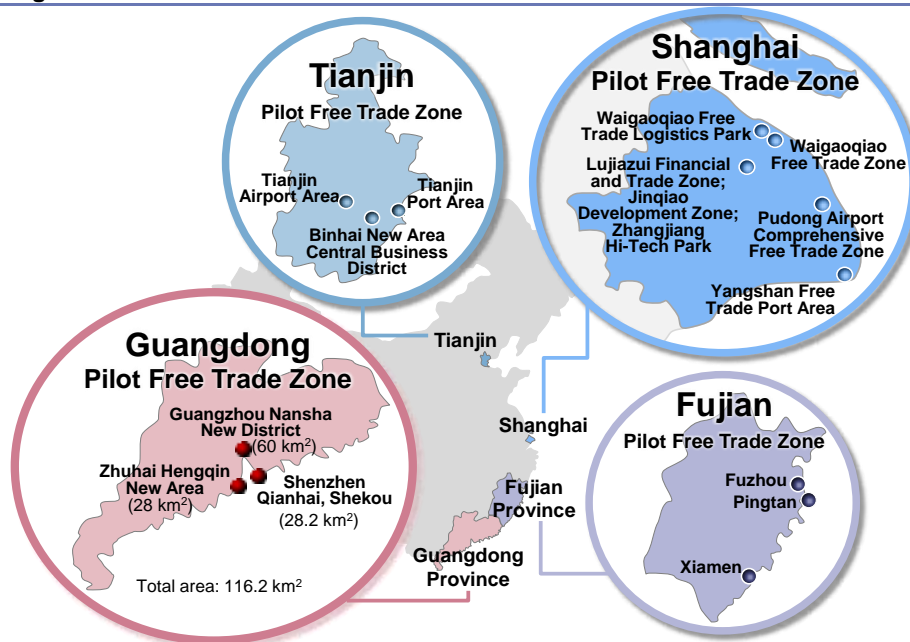 Tianjin
Pilot Free Trade Zone
Tianjin
Airport Area
Tianjin
Port Area
Binhai New Area
Central Business
District
Shanghai
Pilot Free Trade Zone
Waigaoqiao Free
Trade Logistics Park
Waigaoqiao
Free Trade Zone
Lujiazui Financial
and Trade Zone;
Jinqiao
Development Zone;
Zhangjiang
Hi-Tech Park
Pudong Airport
Comprehensive
Free Trade Zone
Yangshan Free
Trade Port Area
Guangdong
Pilot Free Trade Zone
Guangzhou Nansha
New District
(60 km²)
Zhuhai Hengqin
New Area
(28 km²)
Shenzhen
Qianhai, Shekou
(28.2 km²)
Total area: 116.2 km²
Tianjin
Shanghai
Fujian
Province
Guangdong
Province
Fujian
Pilot Free Trade Zone
Fuzhou
Pingtan
Xiamen